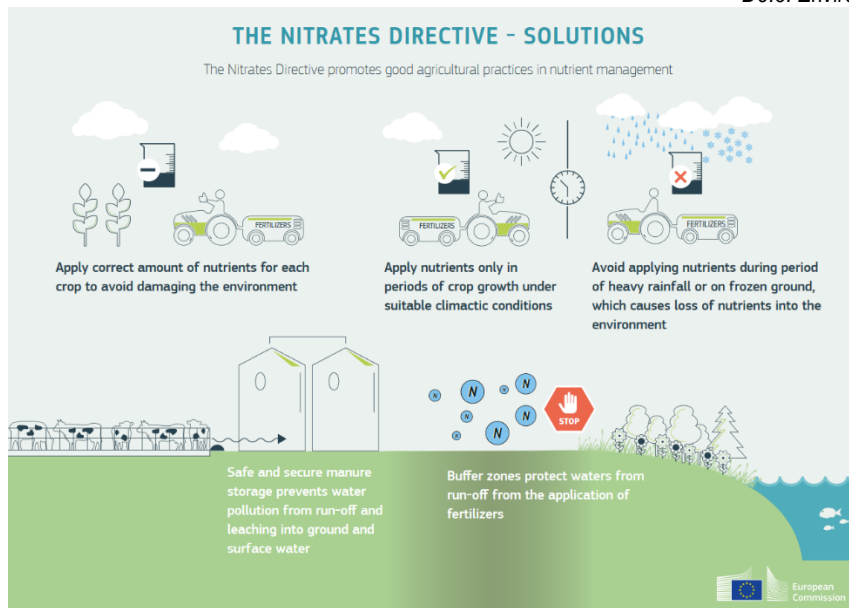 THE NITRATES DIRECTIVE - SOLUTIONS
The Nitrates Directive promotes good agricultural practices in nutrient management
FERTILIZERS
FERTILIZERS
FERTILIZERS
Apply correct amount of nutrients for each
crop to avoid damaging the environment
Apply nutrients only in
periods of crop growth under
suitable climactic conditions
Avoid applying nutrients during period
of heavy rainfall or on frozen ground,
which causes loss of nutrients into the
environment
N
N
N
N
N
N
N
STOP
Safe and secure manure
storage prevents water
pollution from run-off and
leaching into ground and
surface water
Buffer zones protect waters from
run-off from the application of
fertilizers
European
Commission